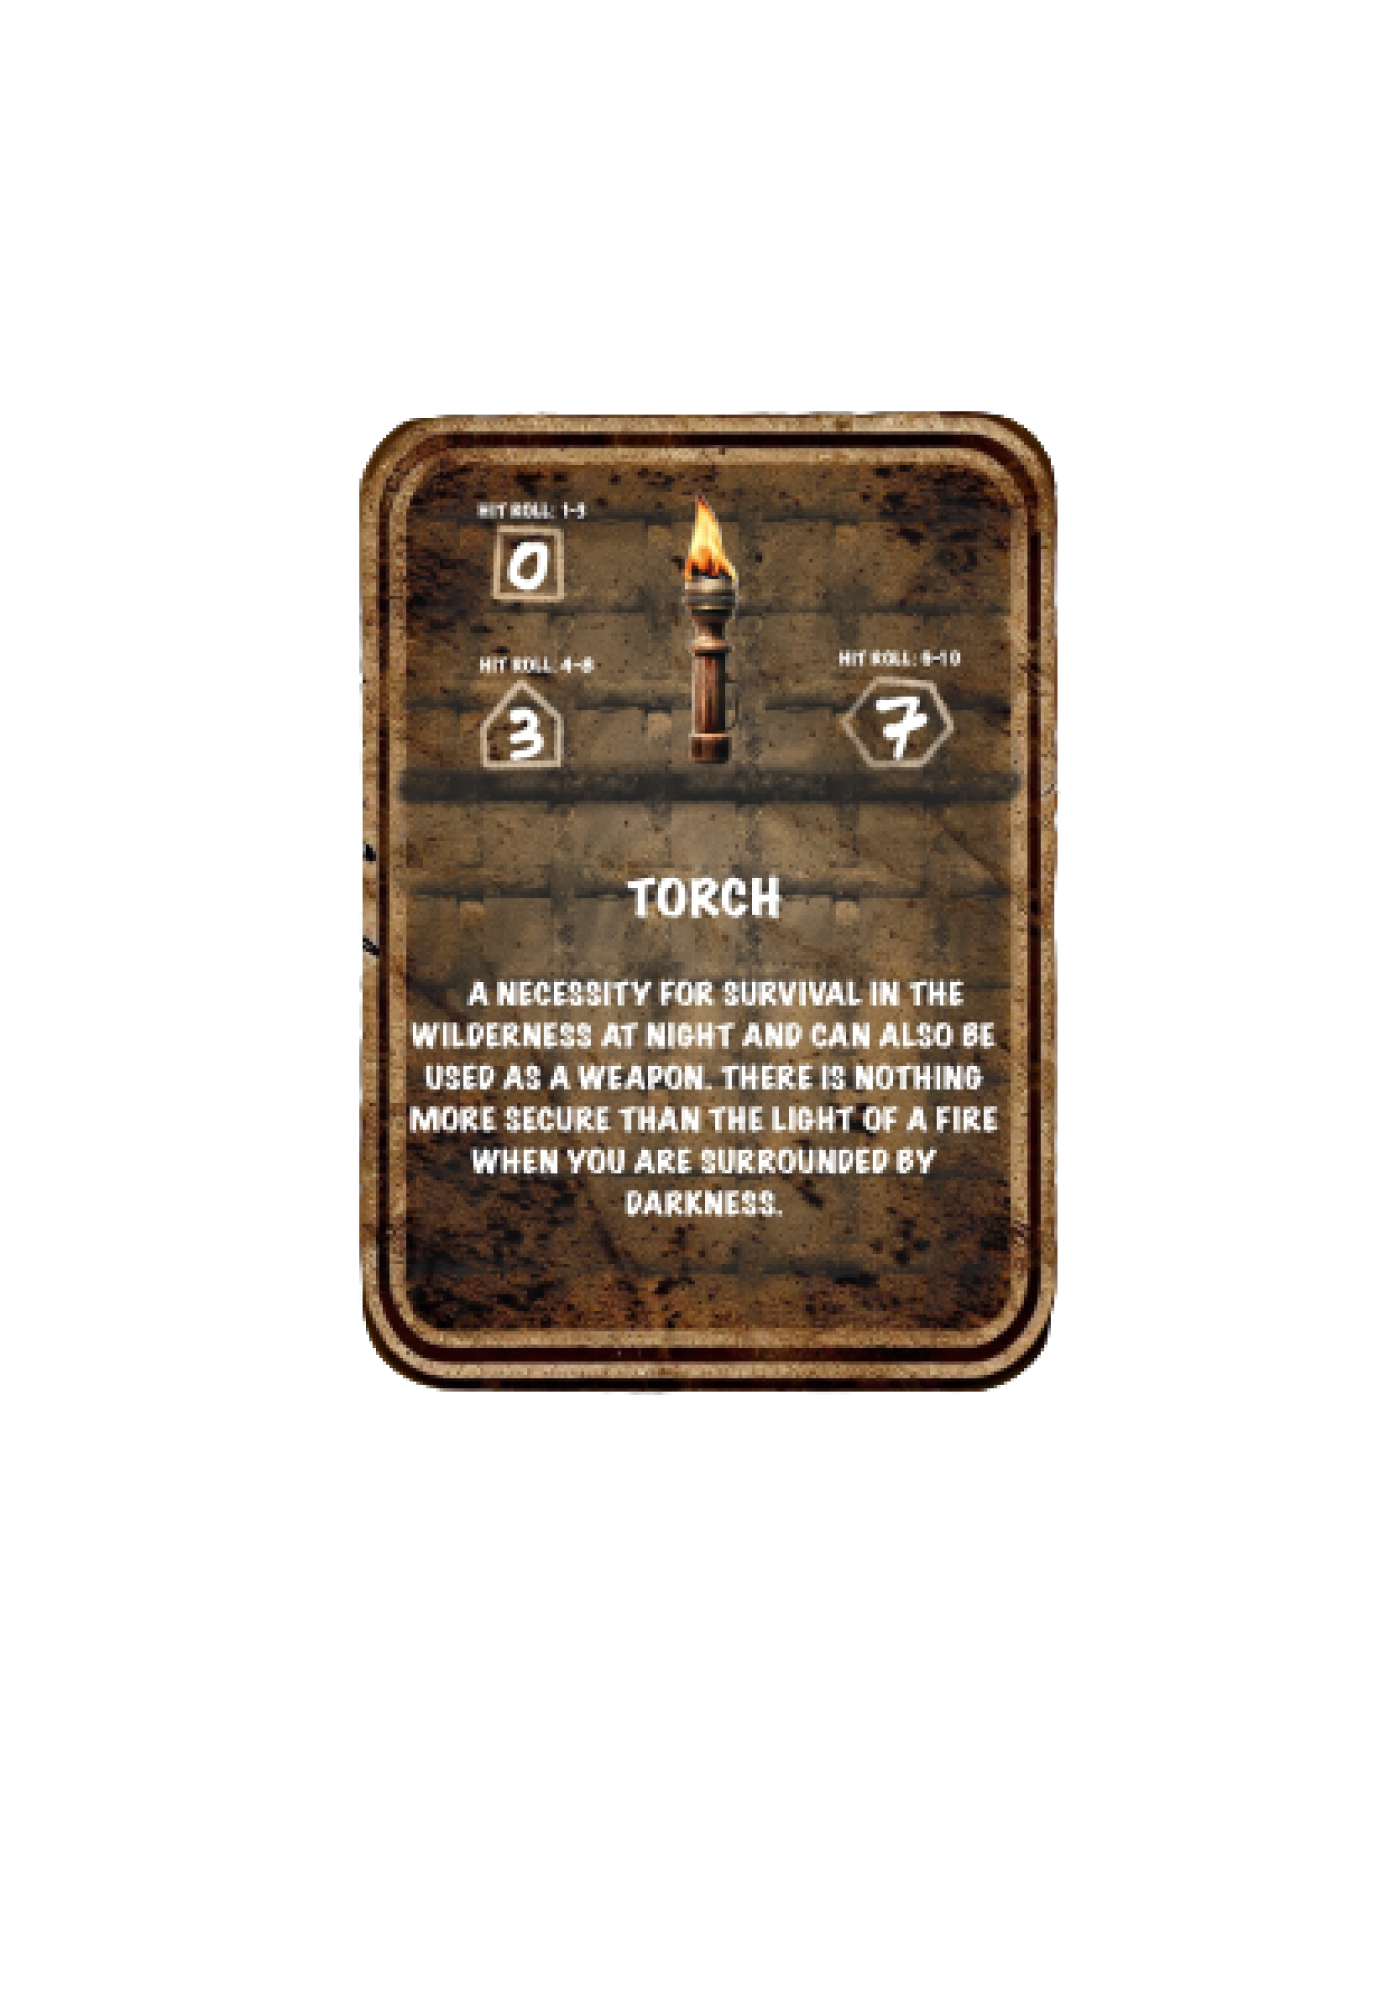 HIT ROLL: 1-3
0
HIT ROLL: 4-8
3
HIT ROLL: 9-10
7
TORCH
A NECESSITY FOR SURVIVAL IN THE
WILDERNESS AT NIGHT AND CAN ALSO BE
USED AS A WEAPON. THERE IS NOTHING
MORE SECURE THAN THE LIGHT OF A FIRE
WHEN YOU ARE SURROUNDED BY
DARKNESS.